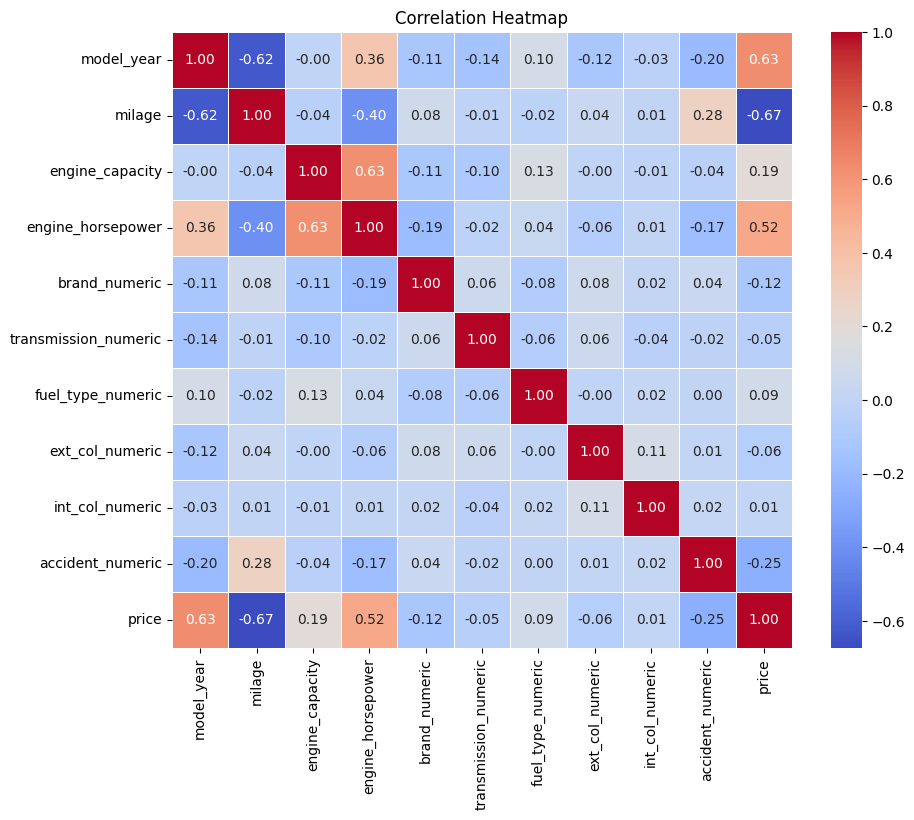 Correlation Heatmap
model_year 1.00 -0.62 -0.00 0.36 -0.11 -0.14 0.10 -0.12 -0.03 -0.20 0.63
milage -0.62 1.00 -0.04 -0.40 0.08 -0.01 -0.02 0.04 0.01 0.28 -0.67
engine_capacity -0.00 -0.04 1.00 0.63 -0.11 -0.10 0.13 -0.00 -0.01 -0.04 0.19
engine_horsepower 0.36 -0.40 0.63 1.00 -0.19 -0.02 0.04 -0.06 0.01 -0.17 0.52
brand_numeric -0.11 0.08 -0.11 -0.19 1.00 0.06 -0.08 0.08 0.02 0.04 -0.12
transmission_numeric -0.14 -0.01 -0.10 -0.02 0.06 1.00 -0.06 0.06 -0.04 -0.02 -0.05
fuel_type_numeric 0.10 -0.02 0.13 0.04 -0.08 -0.06 1.00 -0.00 0.02 0.00 0.09
ext_col_numeric -0.12 0.04 -0.00 -0.06 0.08 0.06 -0.00 1.00 0.11 0.01 -0.06
int_col_numeric -0.03 0.01 -0.01 0.01 0.02 -0.04 0.02 0.11 1.00 0.02 0.01
accident_numeric -0.20 0.28 -0.04 -0.17 0.04 -0.02 0.00 0.01 0.02 1.00 -0.25
price 0.63 -0.67 0.19 0.52 -0.12 -0.05 0.09 -0.06 0.01 -0.25 1.00
model_year
milage
engine_capacity
engine_horsepower
brand_numeric
transmission_numeric
fuel_type_numeric
ext_col_numeric
int_col_numeric
accident_numeric
price
1.0
0.8
0.6
0.4
0.2
0.0
−0.2
−0.4
−0.6